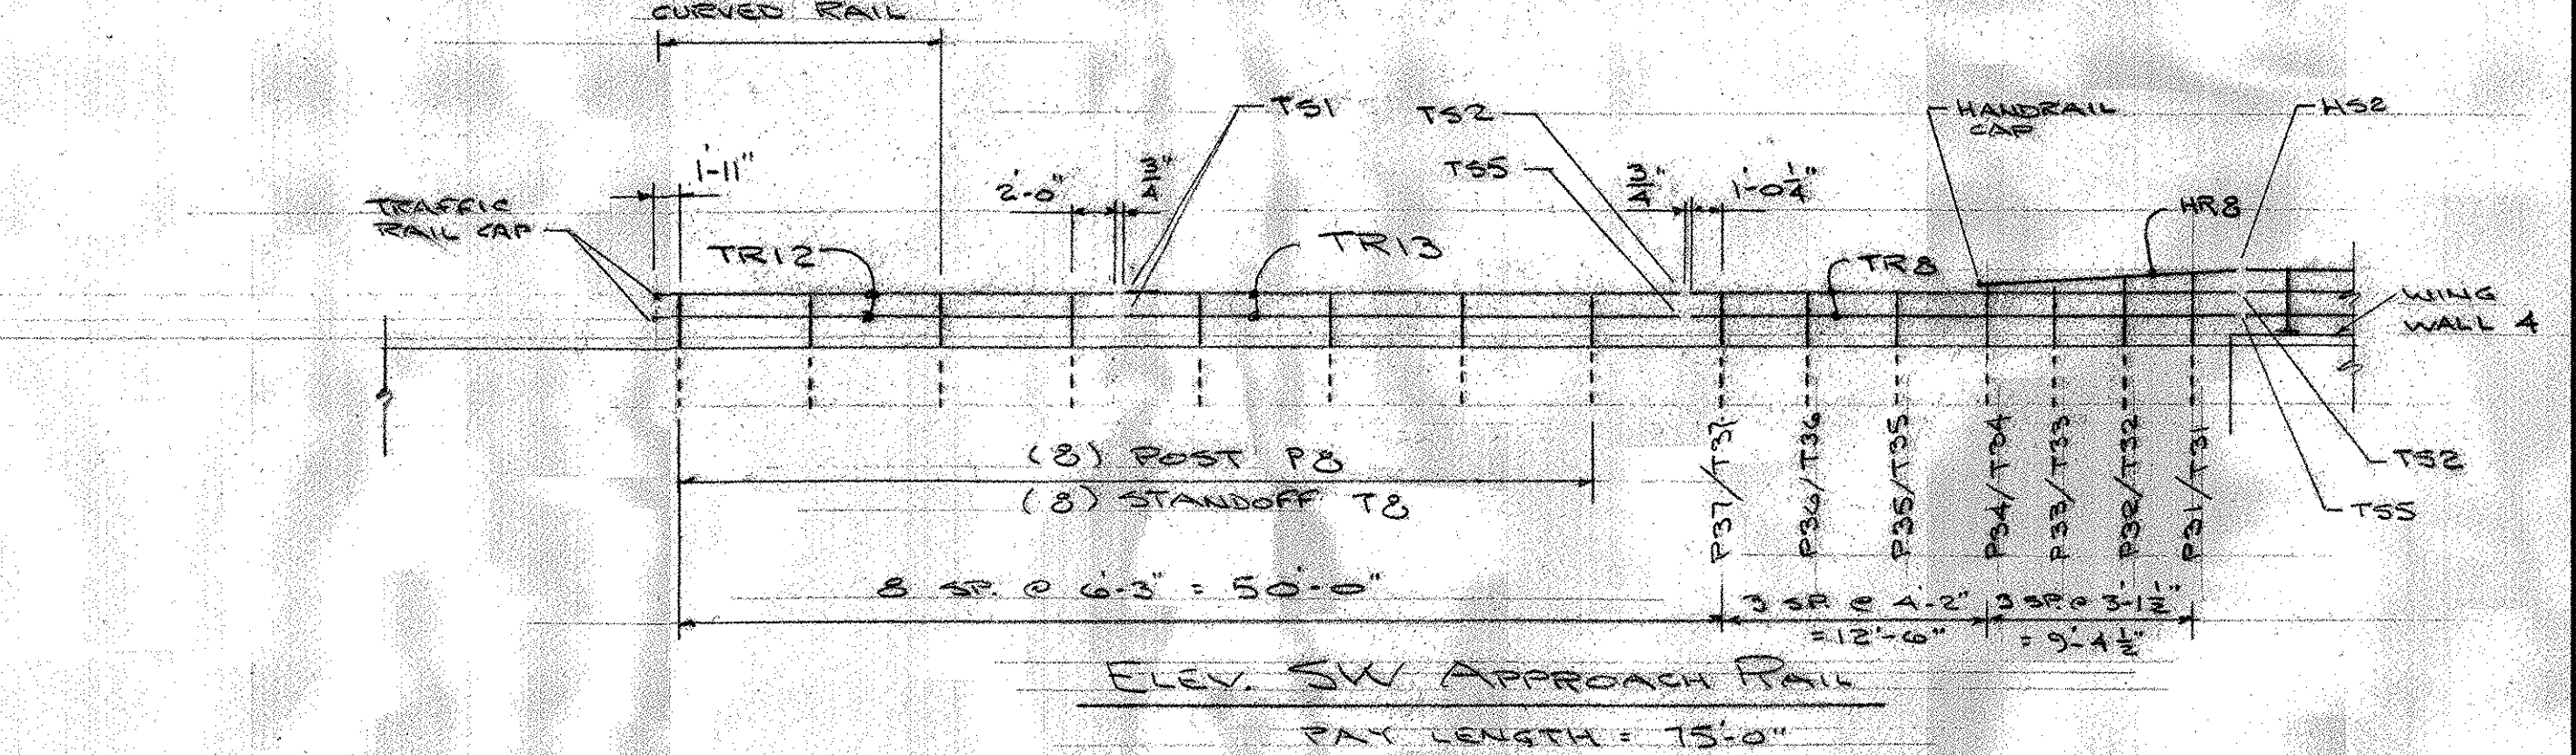 CURVED RAIL
1'-11"
TRAFFIC
RAIL CAP
TR12
2'-0"
3/4"
TS1
TR13
TS2
TS5
3/4"
1'-0 1/4"
TR8
HANDRAIL
CAP
HR8
HS2
WING
WALL 4
TS2
TS5
(8) POST P8
(8) STANDOFF T8
P37/T37
P36/T36
P35/T35
P34/T34
P33/T33
P32/T32
P31/T31
8 SP. @ 6'-3" = 50'-0"
3 SP. @ 4'-2"
= 12'-6"
3 SP. @ 3'-1 1/2"
= 9'-4 1/2"
ELEV. SW APPROACH RAIL
PAY LENGTH = 75'-0"